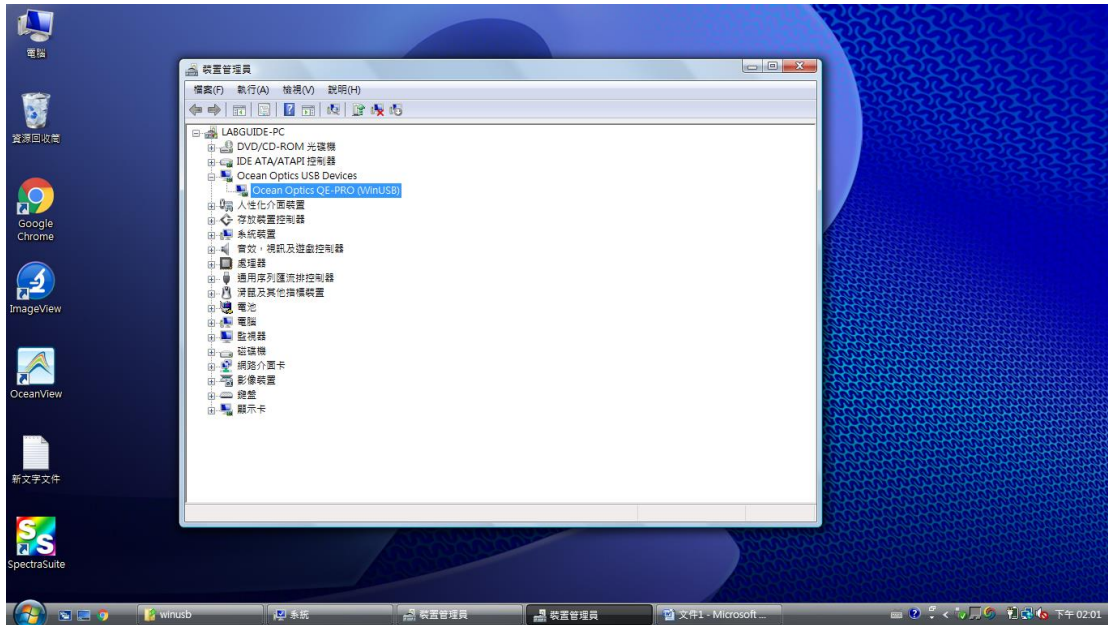 電腦
資源回收筒
Google
Chrome
ImageView
OceanView
新文字文件
SpectraSuite
裝置管理員
檔案(F) 執行(A) 檢視(V) 說明(H)
LABGUIDE-PC
DVD/CD-ROM 光碟機
IDE ATA/ATAPI 控制器
Ocean Optics USB Devices
Ocean Optics QE-PRO (WinUSB)
人性化介面裝置
存放裝置控制器
系統裝置
音效，視訊及遊戲控制器
處理器
通用序列匯流排控制器
滑鼠及其他指標裝置
電池
電腦
監視器
磁碟機
網路介面卡
影像裝置
鍵盤
顯示卡
winusb
系統
裝置管理員
裝置管理員
文件1 - Microsoft ...
下午 02:01